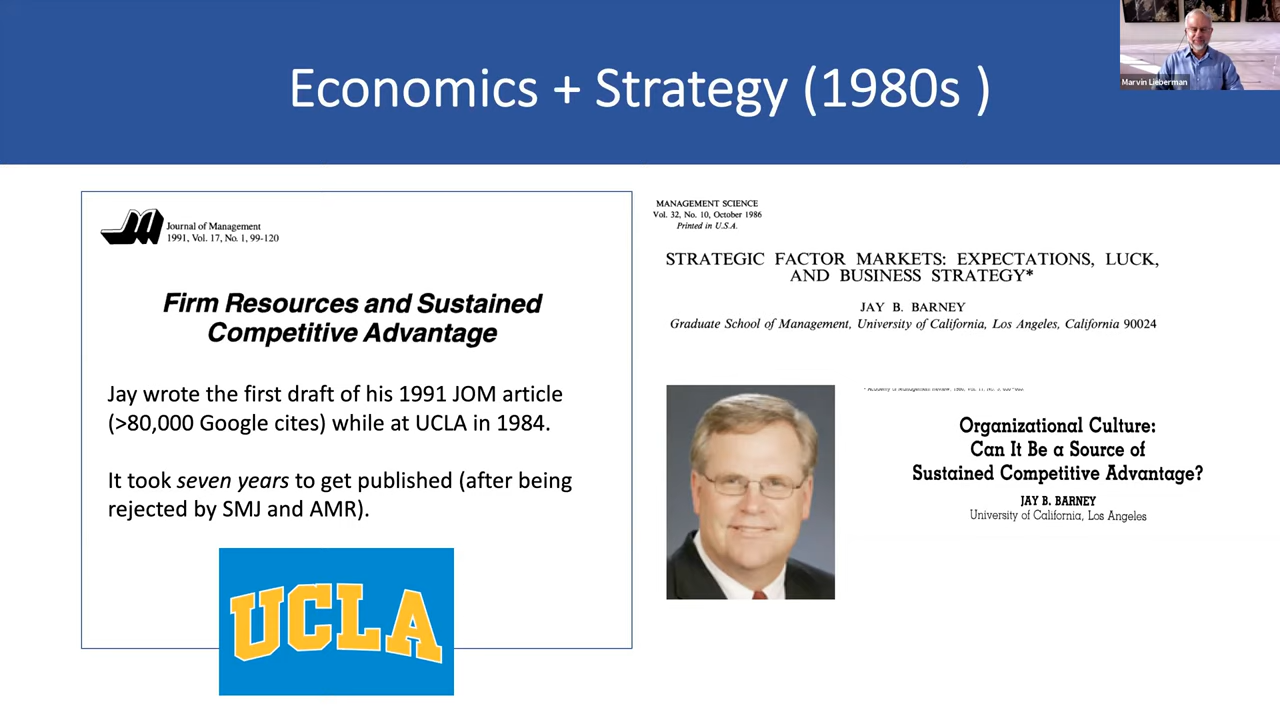 Economics + Strategy (1980s )
Marvin Lieberman
JM
Journal of Management
1991, Vol. 17, No. 1, 99-120
Firm Resources and Sustained
Competitive Advantage
Jay wrote the first draft of his 1991 JOM article
(>80,000 Google cites) while at UCLA in 1984.
It took seven years to get published (after being
rejected by SMJ and AMR).
UCLA
MANAGEMENT SCIENCE
Vol. 32, No. 10, October 1986
Printed in U.S.A.
STRATEGIC FACTOR MARKETS: EXPECTATIONS, LUCK,
AND BUSINESS STRATEGY*
JAY B. BARNEY
Graduate School of Management, University of California, Los Angeles, California 90024
Organizational Culture:
Can It Be a Source of
Sustained Competitive Advantage?
JAY B. BARNEY
University of California, Los Angeles